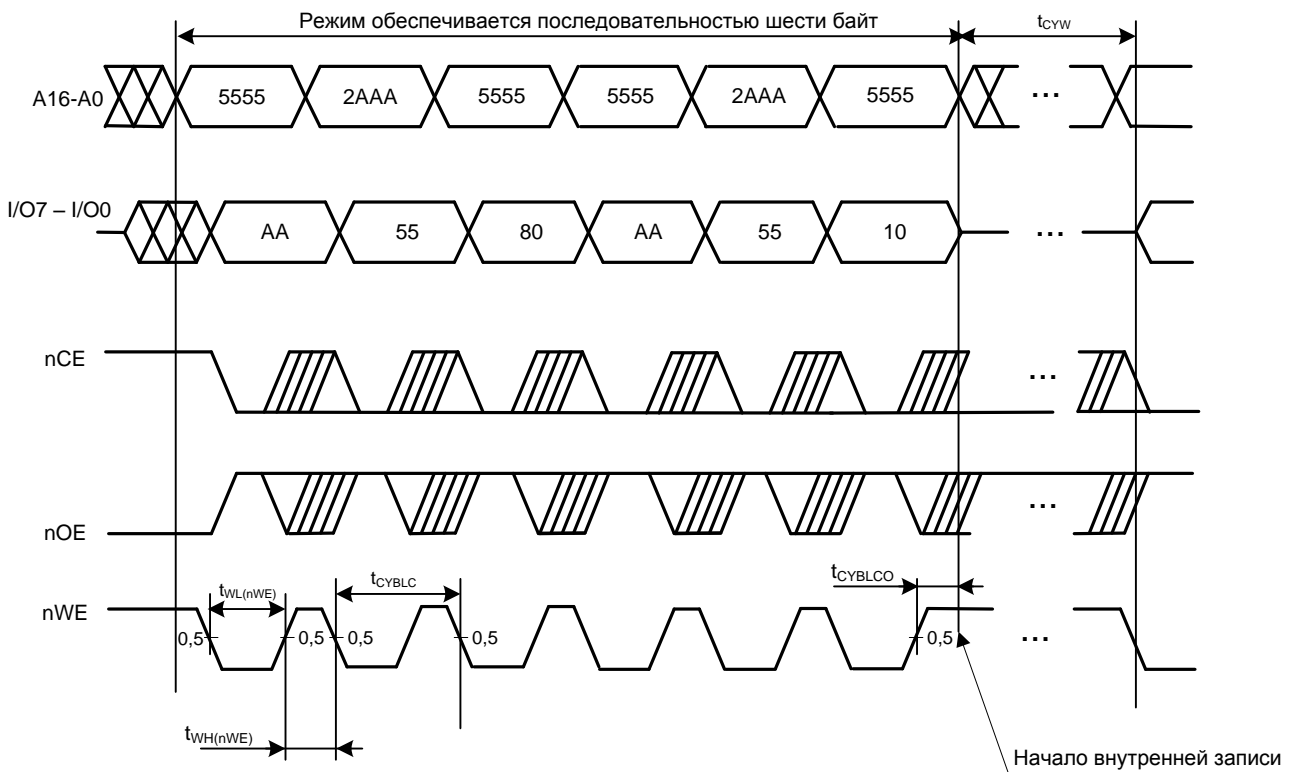 Режим обеспечивается последовательностью шести байт
tCYW
A16-A0
5555
2AAA
5555
5555
2AAA
5555
...
I/O7 – I/O0
AA
55
80
AA
55
10
...
nCE
...
nOE
...
nWE
tWL(nWE)
tCYBLC
tCYBLCO
0,5
0,5
0,5
0,5
0,5
...
tWH(nWE)
Начало внутренней записи